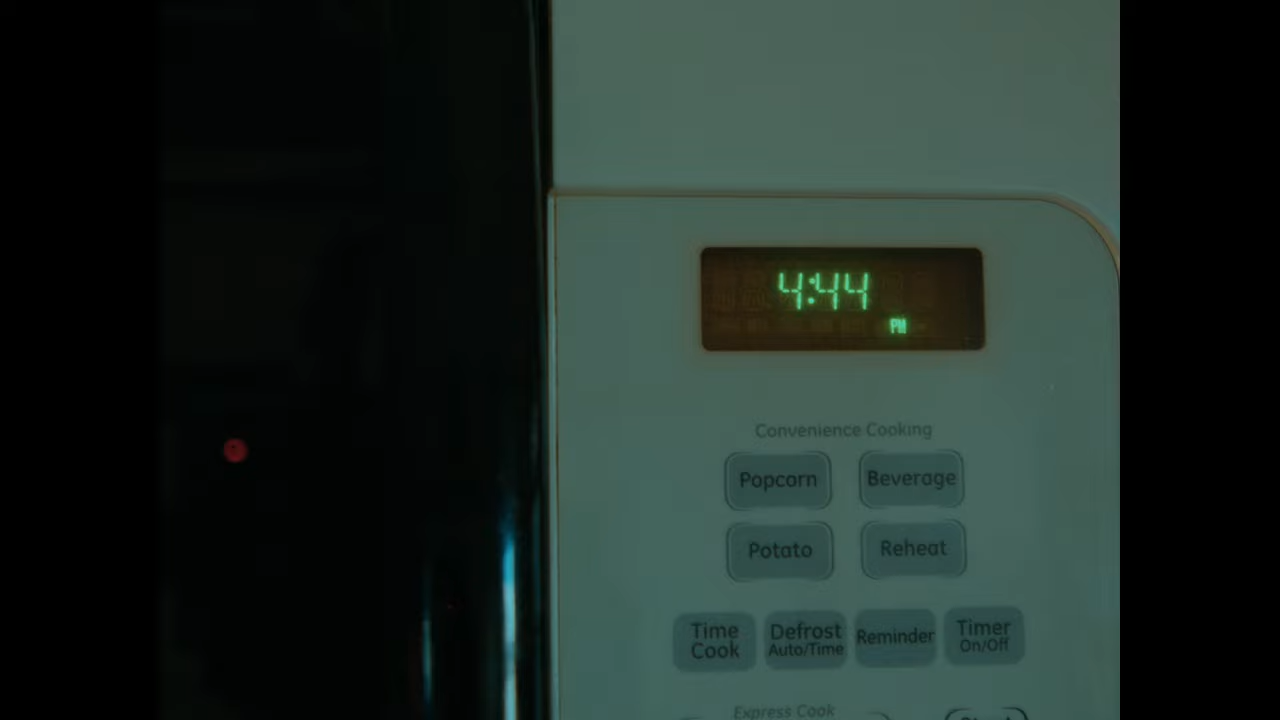 4:44
PM
Convenience Cooking
Popcorn Beverage
Potato Reheat
Time Cook Defrost Auto/Time Reminder Timer On/Off
Express Cook
Start